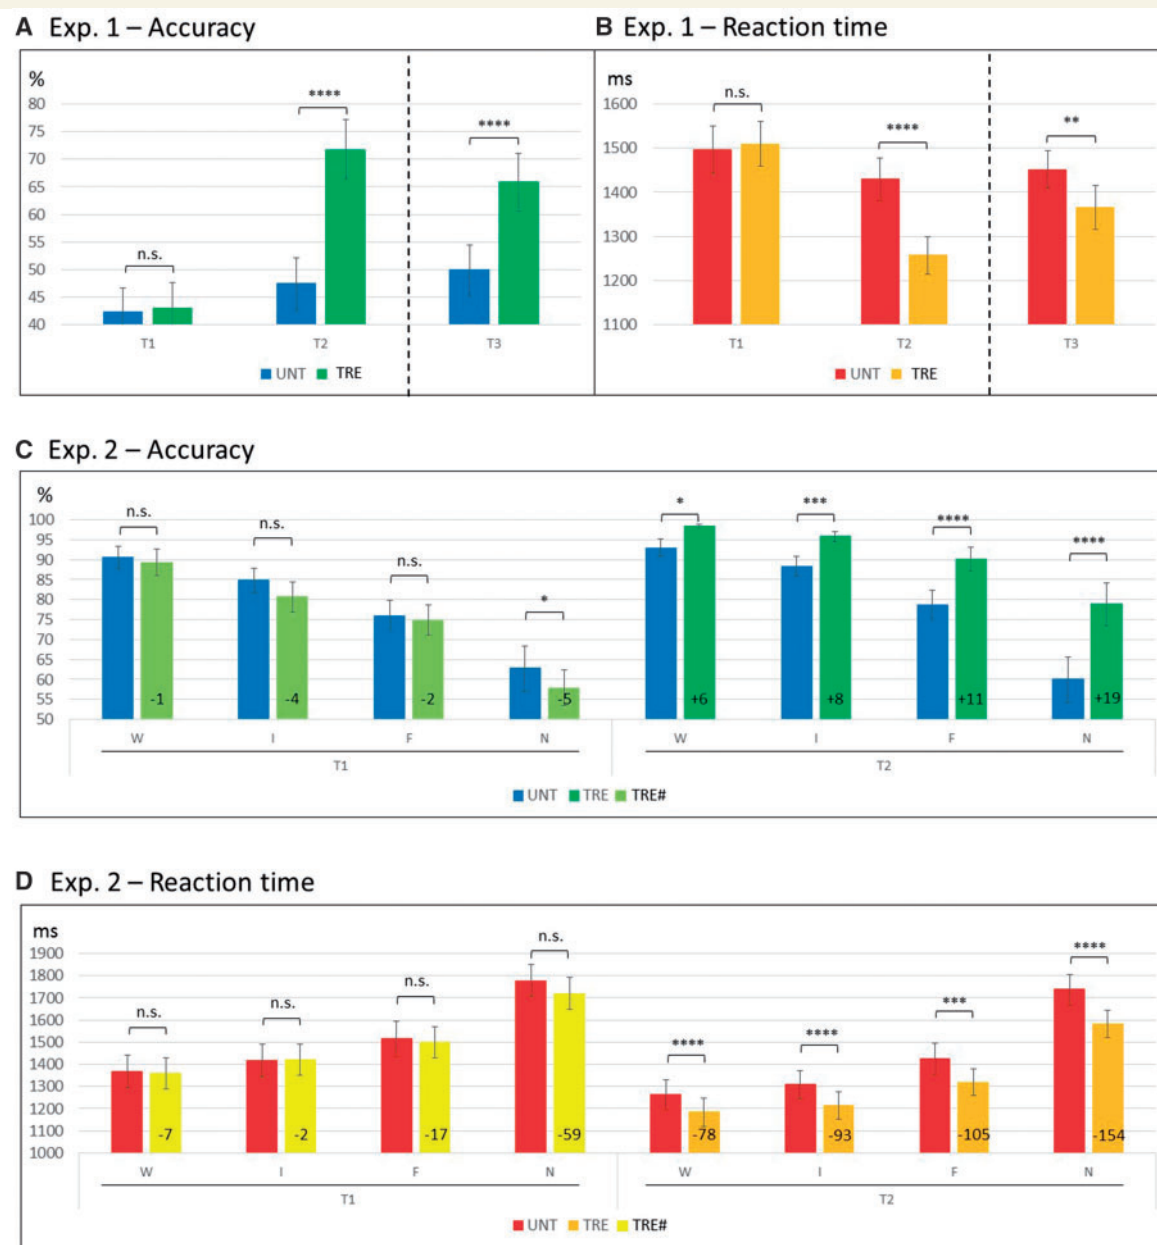 A Exp. 1 – Accuracy
%
80
75
70
65
60
55
50
45
40
n.s.
****
****
T1 T2 T3
UNT TRE
B Exp. 1 – Reaction time
ms
1600
1500
1400
1300
1200
1100
n.s.
****
**
T1 T2 T3
UNT TRE
C Exp. 2 – Accuracy
%
100
95
90
85
80
75
70
65
60
55
50
n.s. n.s. n.s. * * *** **** ****
-1 -4 -2 -5 +6 +8 +11 +19
W I F N W I F N
T1 T2
UNT TRE TRE#
D Exp. 2 – Reaction time
ms
1900
1800
1700
1600
1500
1400
1300
1200
1100
1000
n.s. n.s. n.s. n.s. **** **** *** ****
-7 -2 -17 -59 -78 -93 -105 -154
W I F N W I F N
T1 T2
UNT TRE TRE#